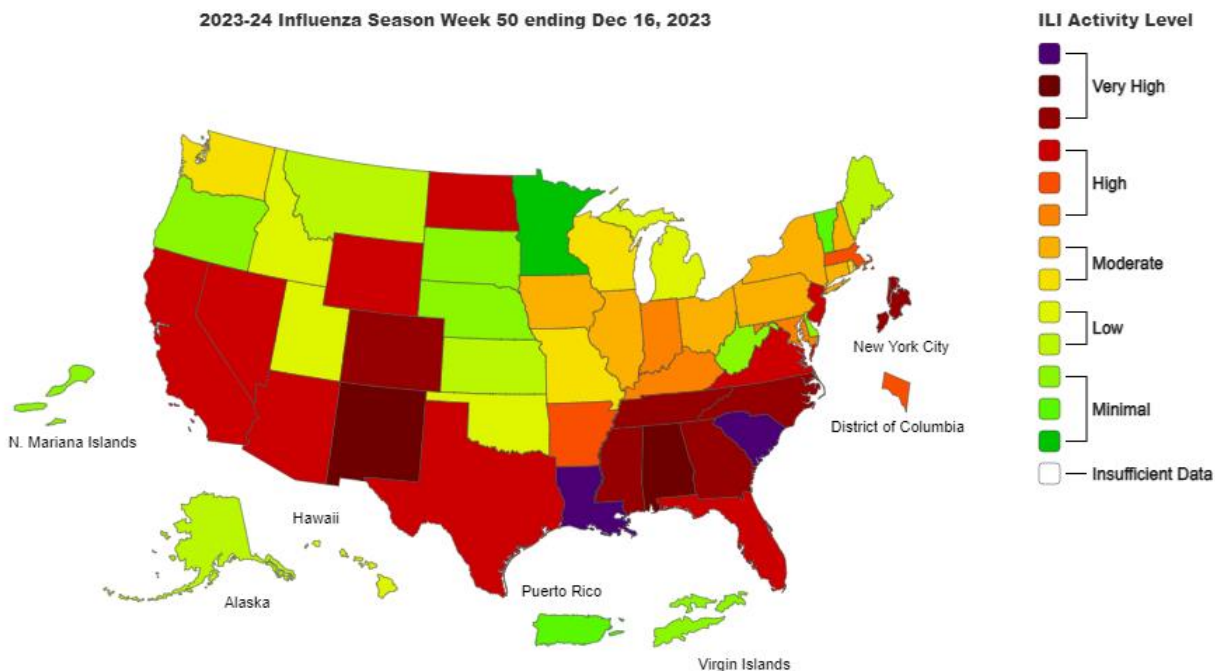 2023-24 Influenza Season Week 50 ending Dec 16, 2023
ILI Activity Level
Very High
High
Moderate
Low
Minimal
Insufficient Data
New York City
District of Columbia
N. Mariana Islands
Hawaii
Alaska
Puerto Rico
Virgin Islands